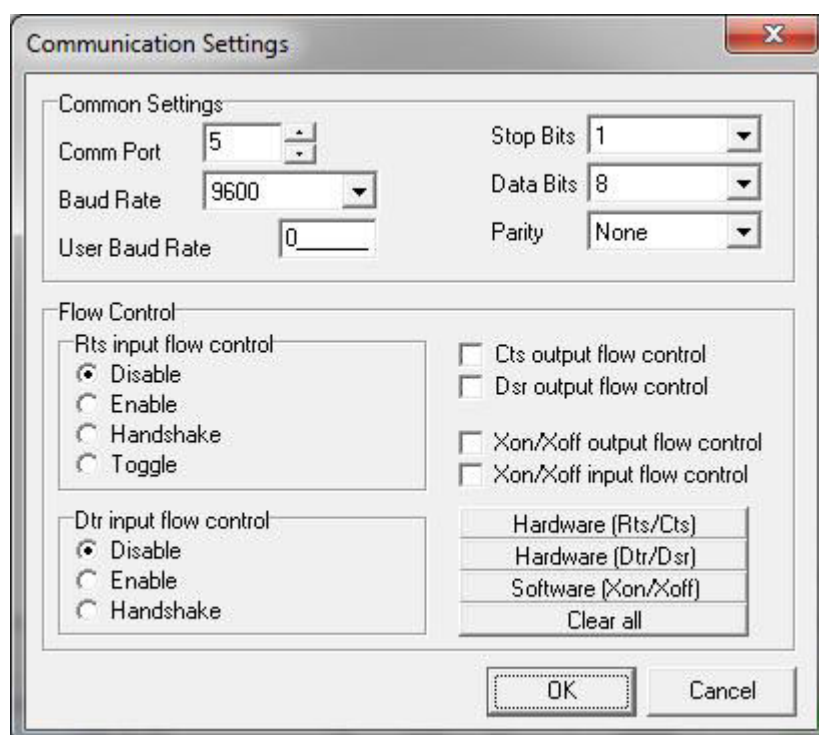 Communication Settings
Common Settings
Comm Port 5
Baud Rate 9600
User Baud Rate 0______
Stop Bits 1
Data Bits 8
Parity None
Flow Control
Rts input flow control
Disable
Enable
Handshake
Toggle
Cts output flow control
Dsr output flow control
Xon/Xoff output flow control
Xon/Xoff input flow control
Dtr input flow control
Disable
Enable
Handshake
Hardware (Rts/Cts)
Hardware (Dtr/Dsr)
Software (Xon/Xoff)
Clear all
OK
Cancel